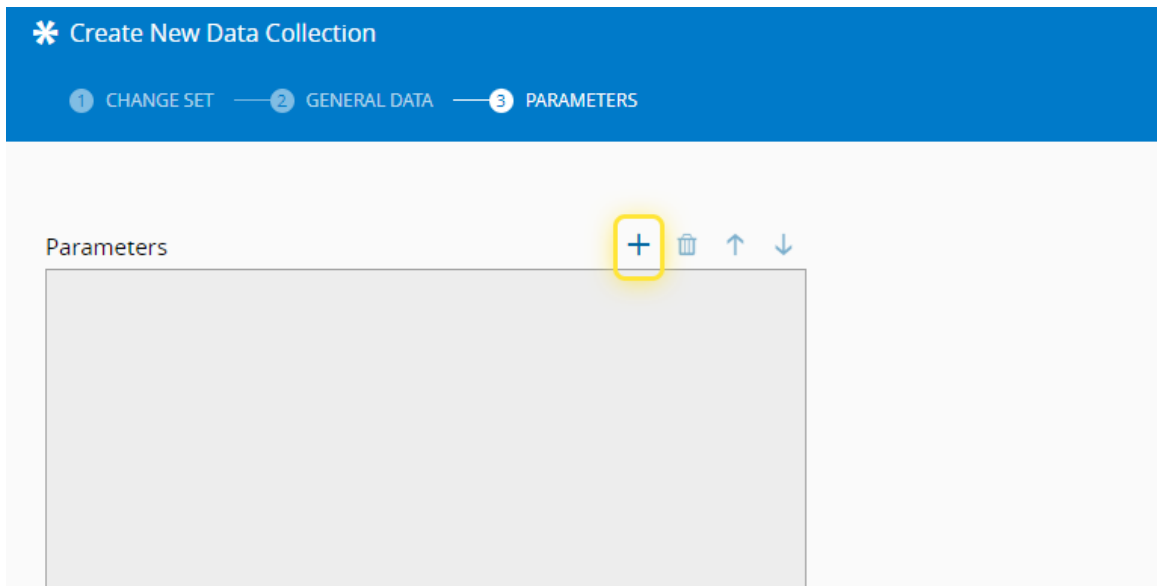 Create New Data Collection
1 CHANGE SET 2 GENERAL DATA 3 PARAMETERS
Parameters